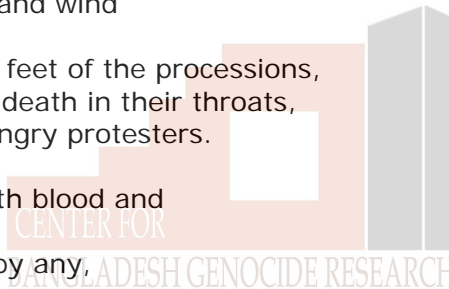 and wind
feet of the processions,
death in their throats,
ngry protesters.
th blood and
CENTER FOR
by any,
BANGLADESH GENOCIDE RESEARCH